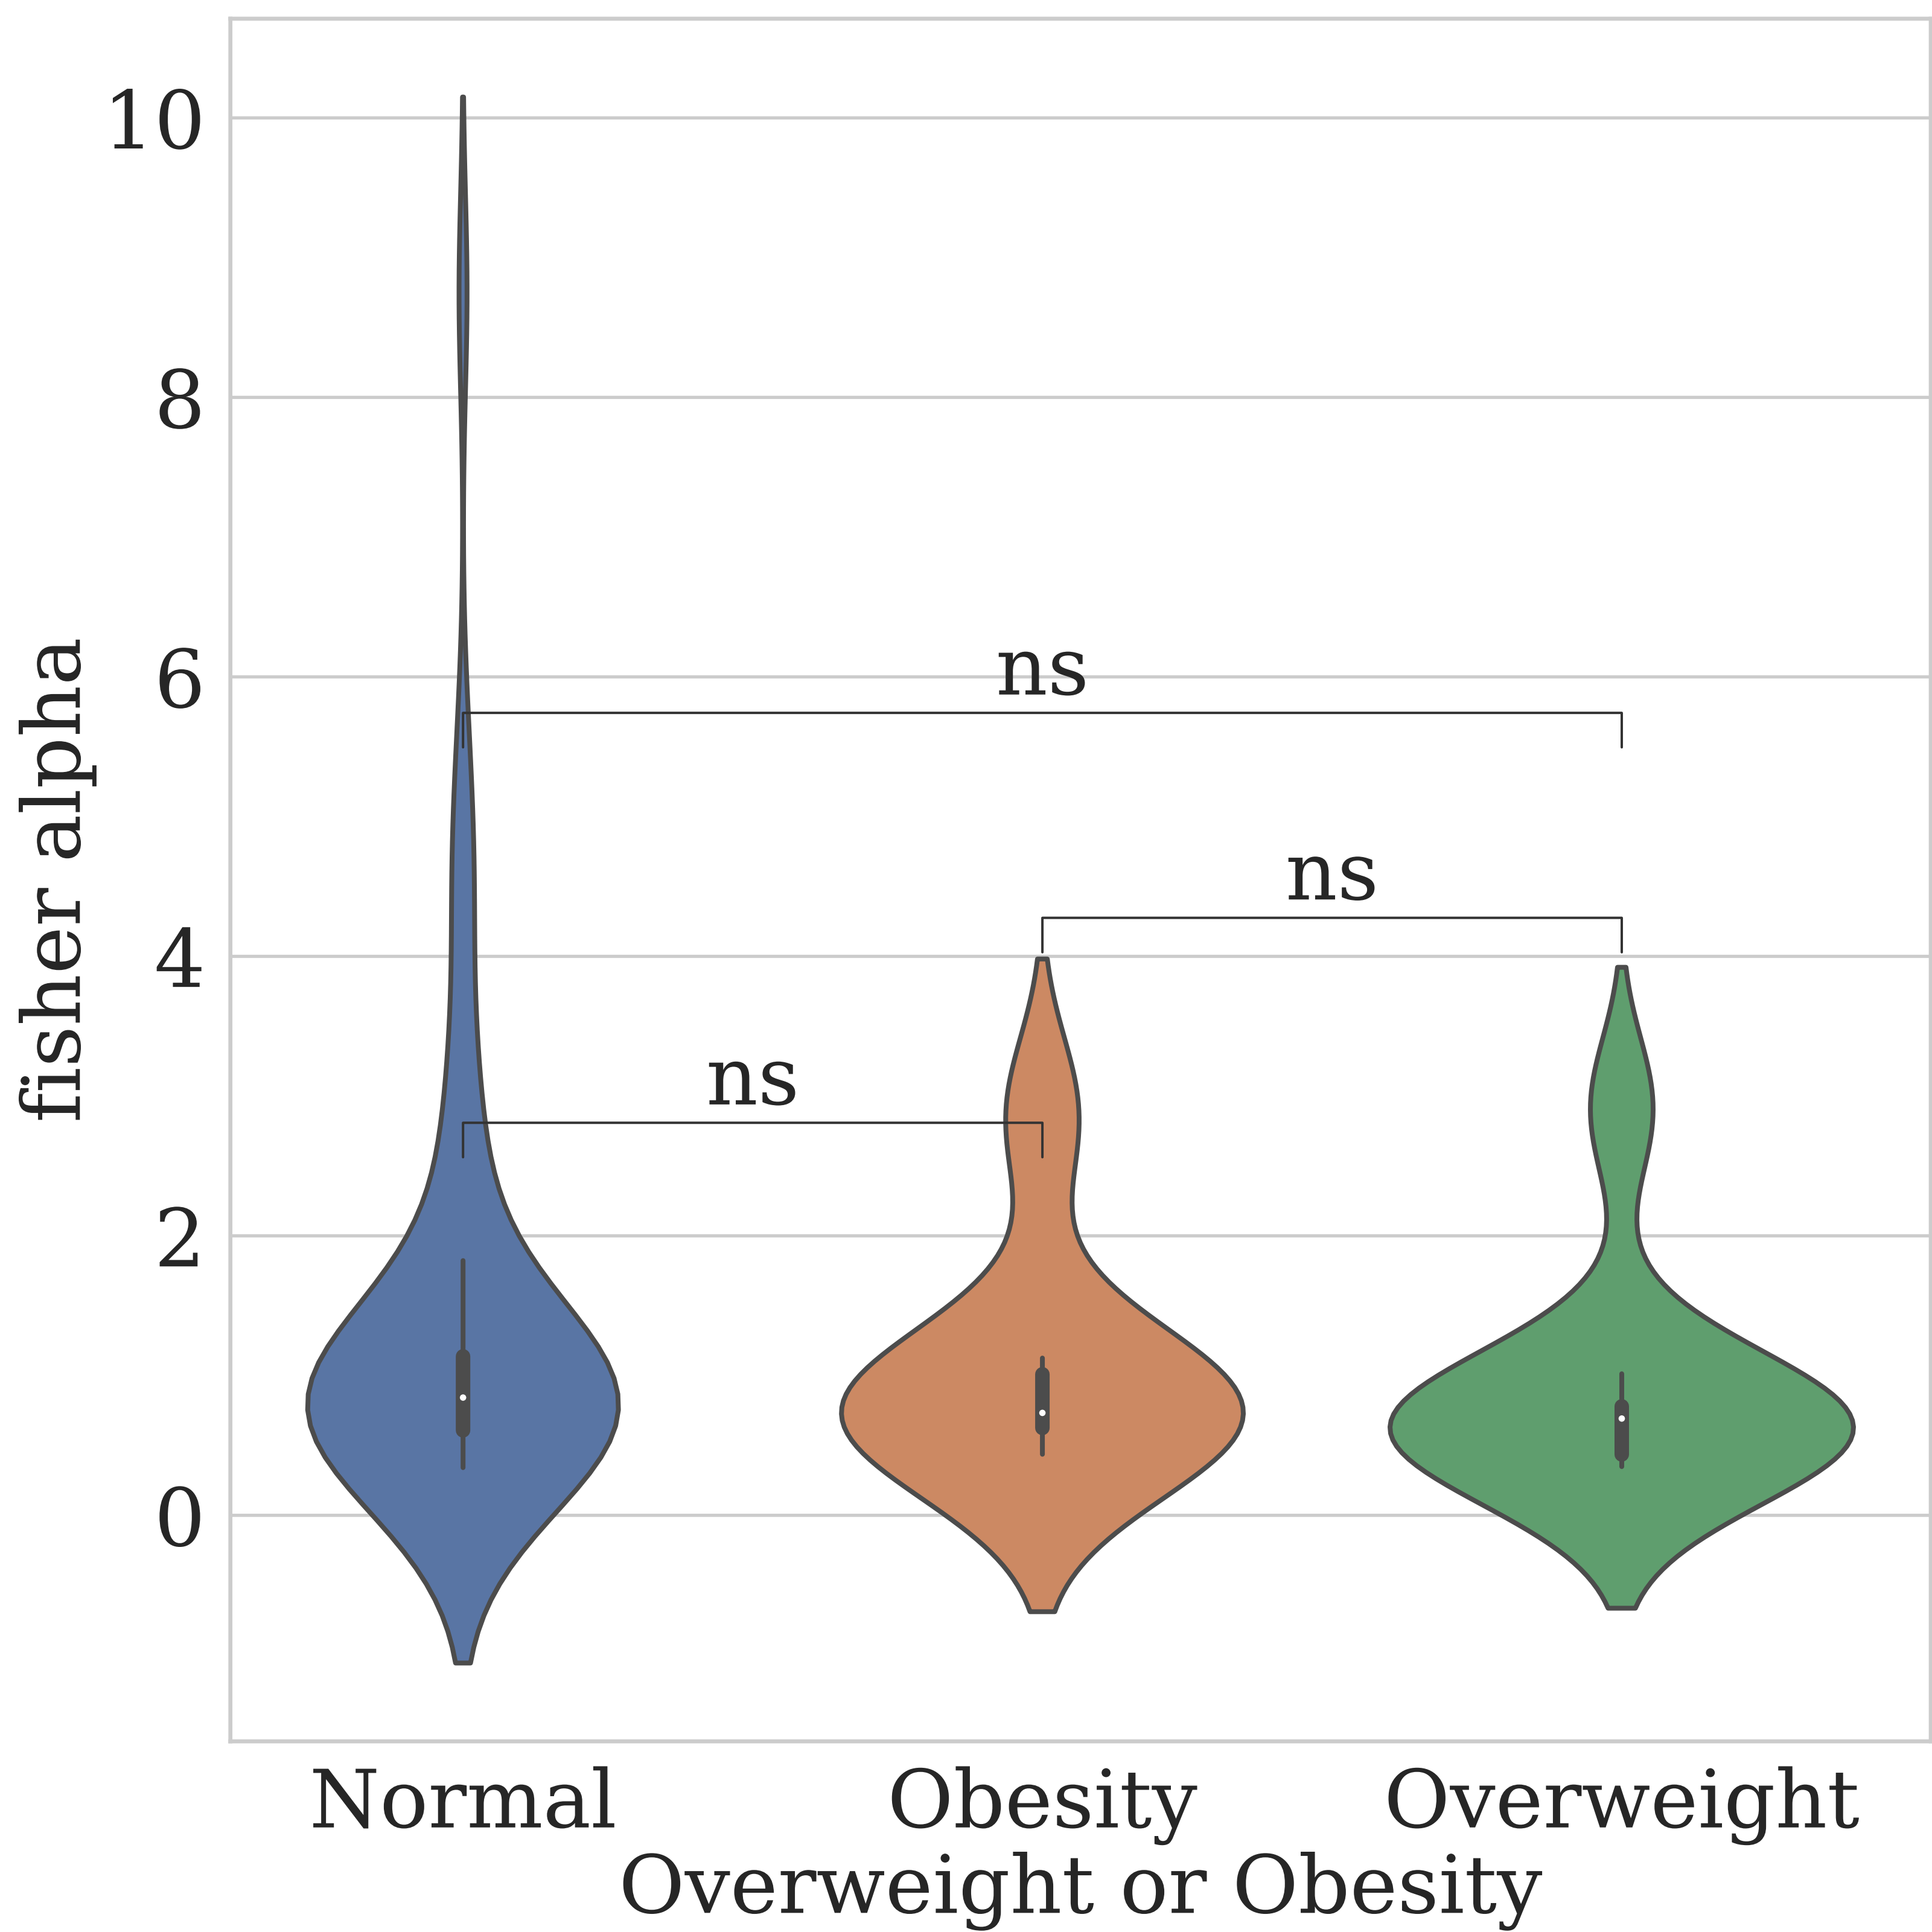 10
8
6
4
2
0
fisher alpha
ns
ns
ns
Normal
Obesity
Overweight
Overweight or Obesity